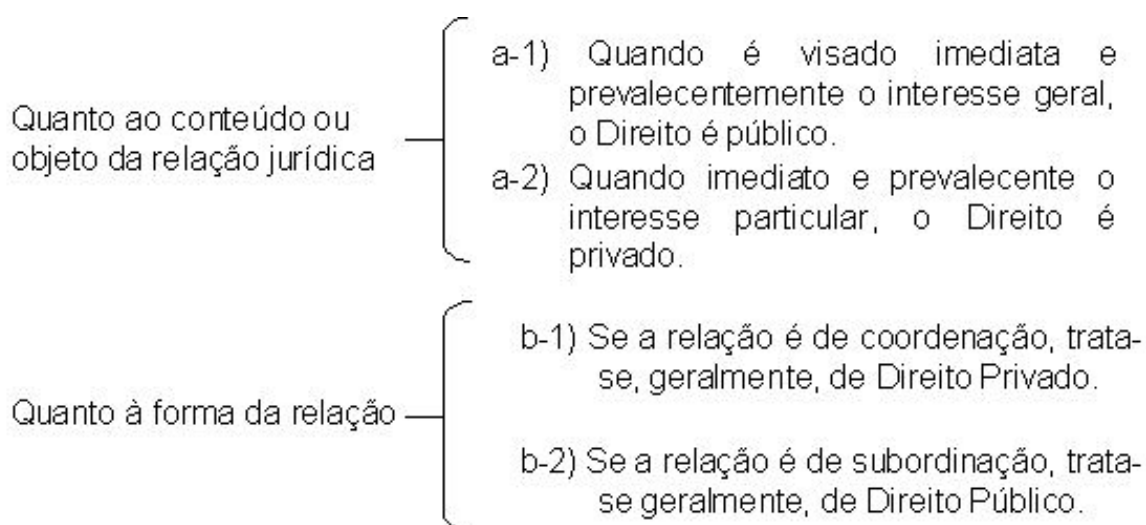 Quanto ao conteúdo ou
objeto da relação jurídica
a-1) Quando é visado imediata e
prevalecentemente o interesse geral,
o Direito é público.
a-2) Quando imediato e prevalecente o
interesse particular, o Direito é
privado.
Quanto à forma da relação
b-1) Se a relação é de coordenação, trata-
se, geralmente, de Direito Privado.
b-2) Se a relação é de subordinação, trata-
se geralmente, de Direito Público.